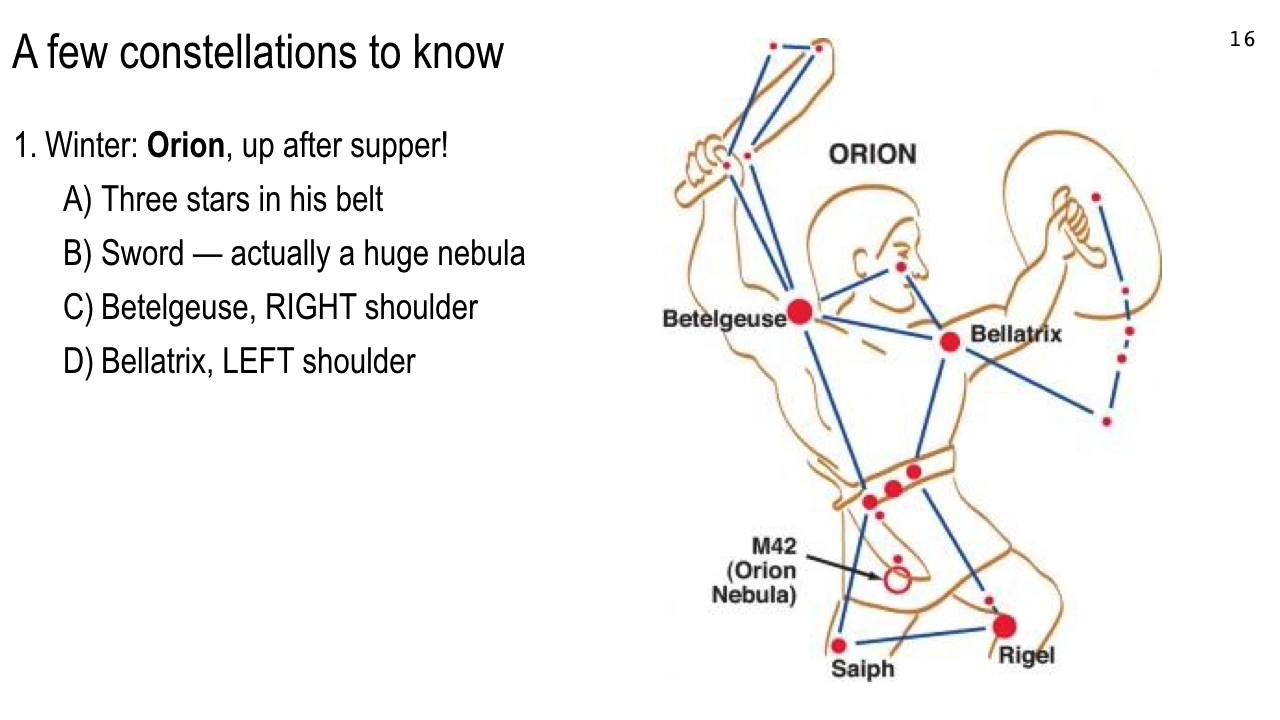 A few constellations to know
16
1. Winter: Orion, up after supper!
A) Three stars in his belt
B) Sword — actually a huge nebula
C) Betelgeuse, RIGHT shoulder
D) Bellatrix, LEFT shoulder
ORION
Betelgeuse
Bellatrix
M42
(Orion
Nebula)
Saiph
Rigel